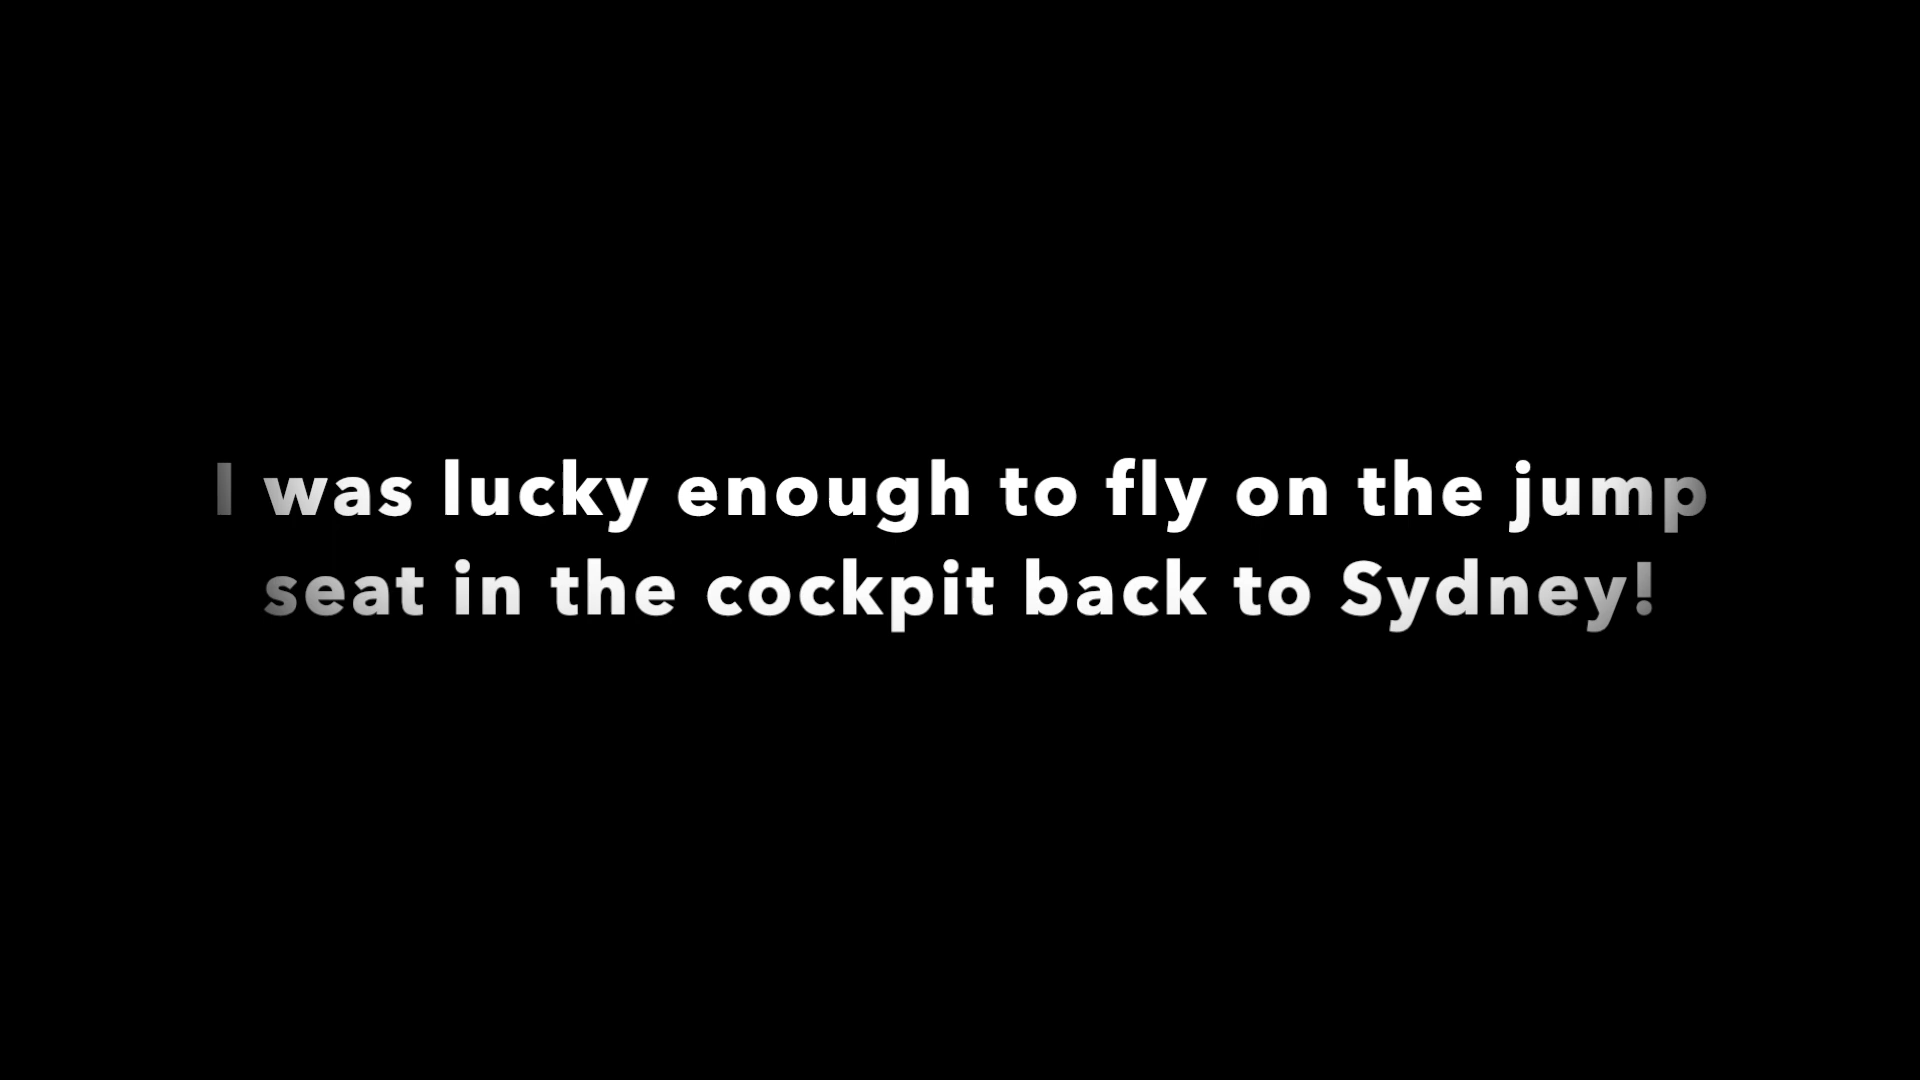 I was lucky enough to fly on the jump
seat in the cockpit back to Sydney!